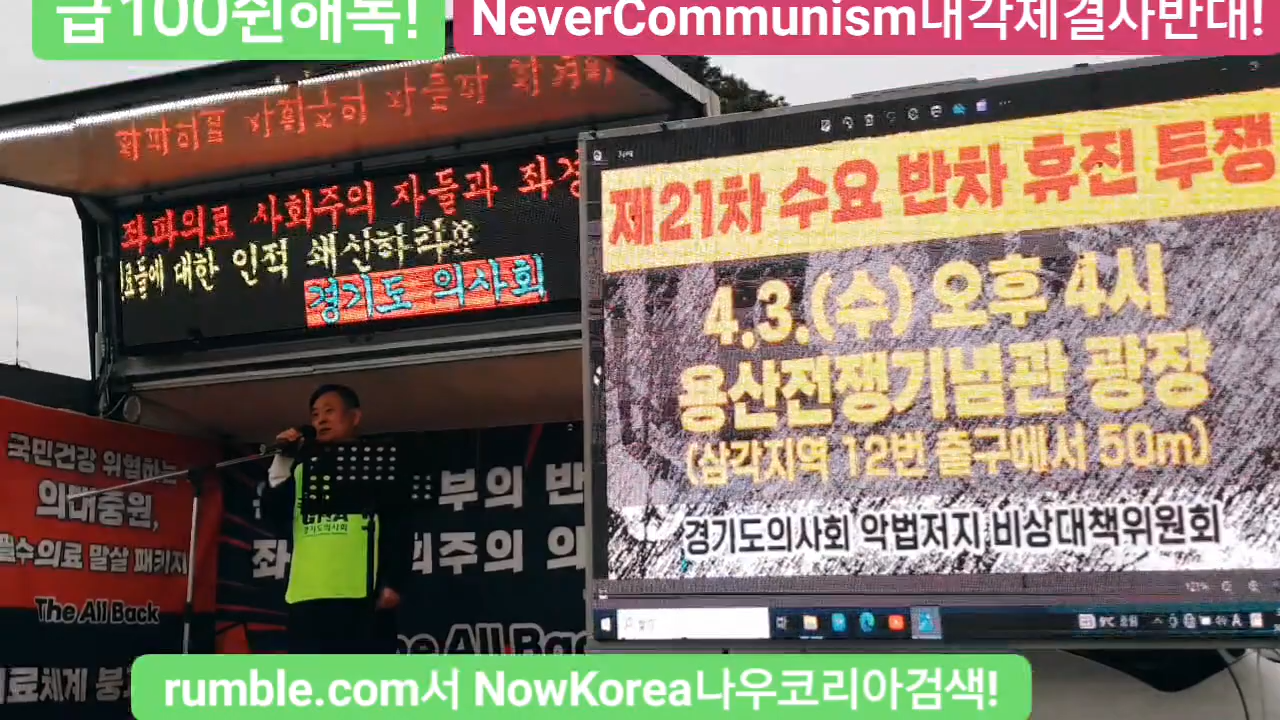 급100쉰해독!
NeverCommunism내각제결사반대!
좌파의료 사회주의 자들과 좌경
료들에 대한 인적 쇄신하라!!
경기도 의사회
제21차 수요 반차 휴진 투쟁
4.3.(수) 오후 4시
용산전쟁기념관 광장
(삼각지역 12번 출구에서 50m)
경기도의사회 악법저지 비상대책위원회
국민건강 위협하는
의대증원,
필수의료 말살 패키지
The All Back
의료체계 붕
부의 반
좌 회주의 의
The All Bac
경기도의사회
rumble.com서 NowKorea나우코리아검색!